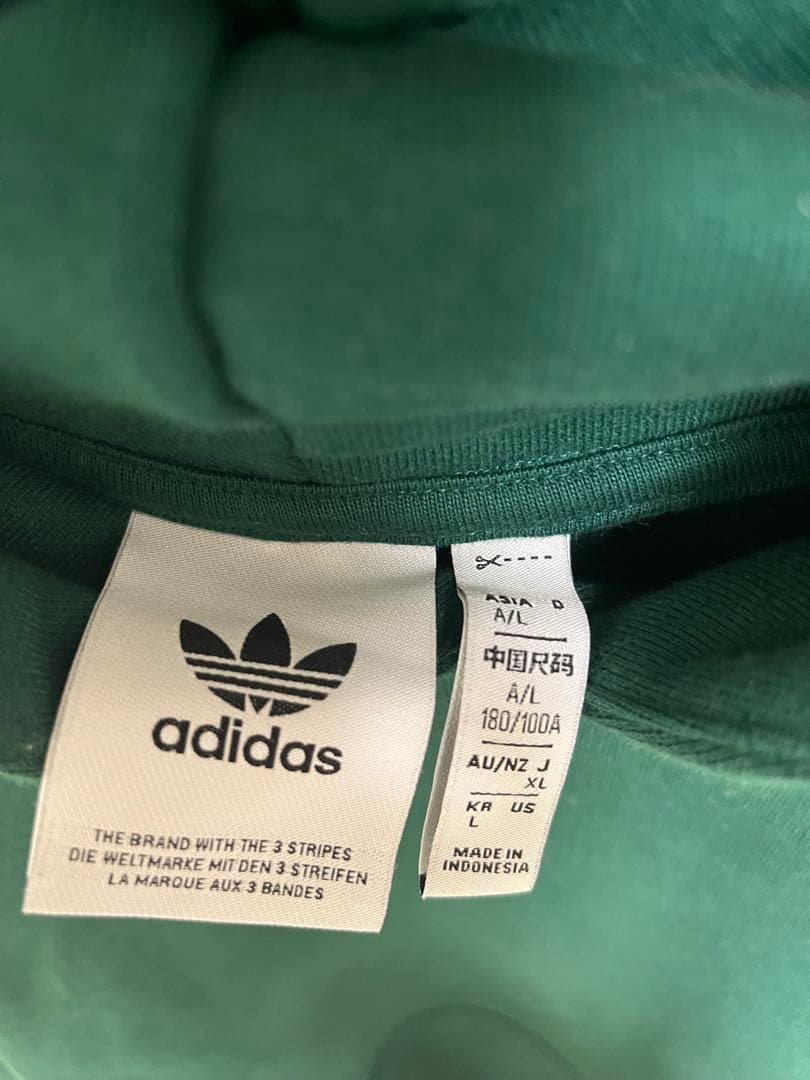 adidas
THE BRAND WITH THE 3 STRIPES
DIE WELTMARKE MIT DEN 3 STREIFEN
LA MARQUE AUX 3 BANDES
ASIA D
A/L
中国尺码
A/L
180/100A
AU/NZ J
XL
KR US
L
MADE IN
INDONESIA